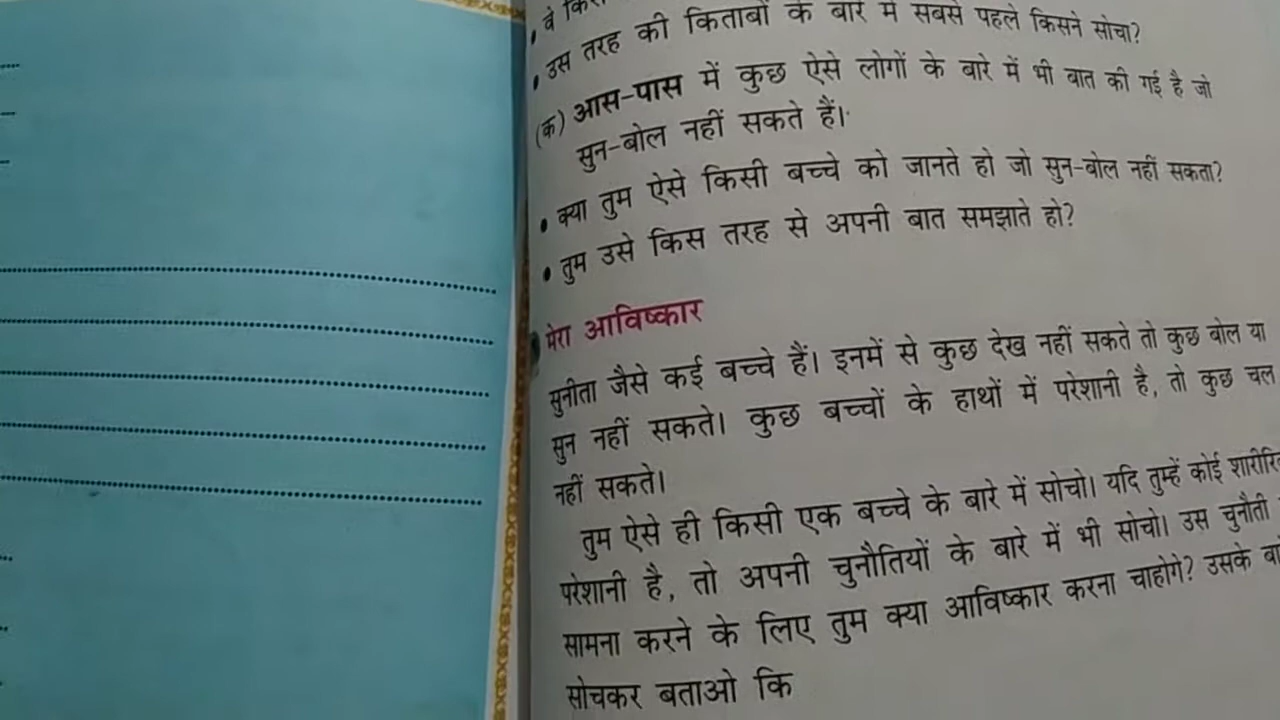 • वे
• उस तरह की किताबों के बारे में सबसे पहले किसने सोचा?
(क) आस-पास में कुछ ऐसे लोगों के बारे में भी बात की गई है जो
सुन-बोल नहीं सकते हैं।
• क्या तुम ऐसे किसी बच्चे को जानते हो जो सुन-बोल नहीं सकता?
• तुम उसे किस तरह से अपनी बात समझाते हो?
मेरा आविष्कार
सुनीता जैसे कई बच्चे हैं। इनमें से कुछ देख नहीं सकते तो कुछ बोल या
सुन नहीं सकते। कुछ बच्चों के हाथों में परेशानी है, तो कुछ चल
नहीं सकते।
तुम ऐसे ही किसी एक बच्चे के बारे में सोचो। यदि तुम्हें कोई
परेशानी है, तो अपनी चुनौतियों के बारे में भी सोचो। उस चुनौती
सामना करने के लिए तुम क्या आविष्कार करना चाहोगे? उसके
सोचकर बताओ कि